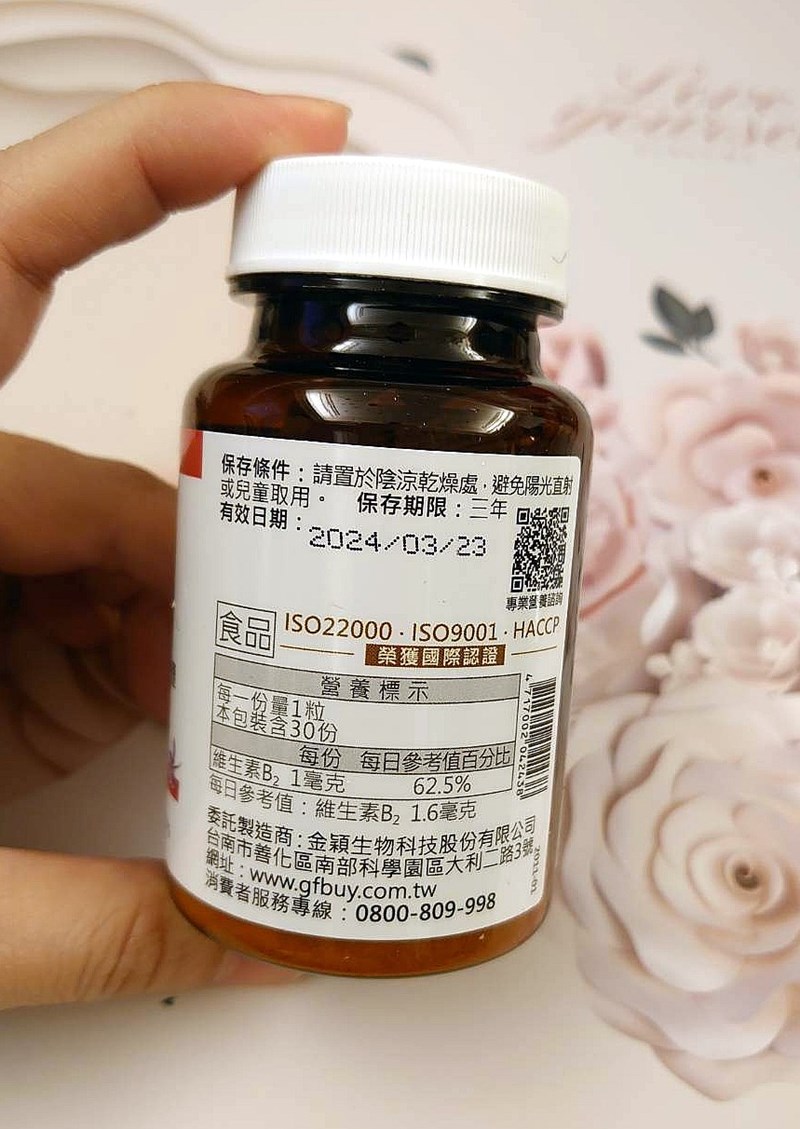 保存條件：請置於陰涼乾燥處，避免陽光直射
或兒童取用。 保存期限：三年
有效日期：
2024/03/23
專業營養諮詢
食品
ISO22000 · ISO9001 · HACCP
榮獲國際認證
營養標示
每一份量1粒
本包裝含30份
每份 每日參考值百分比
維生素B₂ 1毫克 62.5%
每日參考值：維生素B₂ 1.6毫克
4 717002 042438
委託製造商：金穎生物科技股份有限公司
台南市善化區南部科學園區大利二路3號
網址：www.gfbuy.com.tw
消費者服務專線：0800-809-998
2011-01